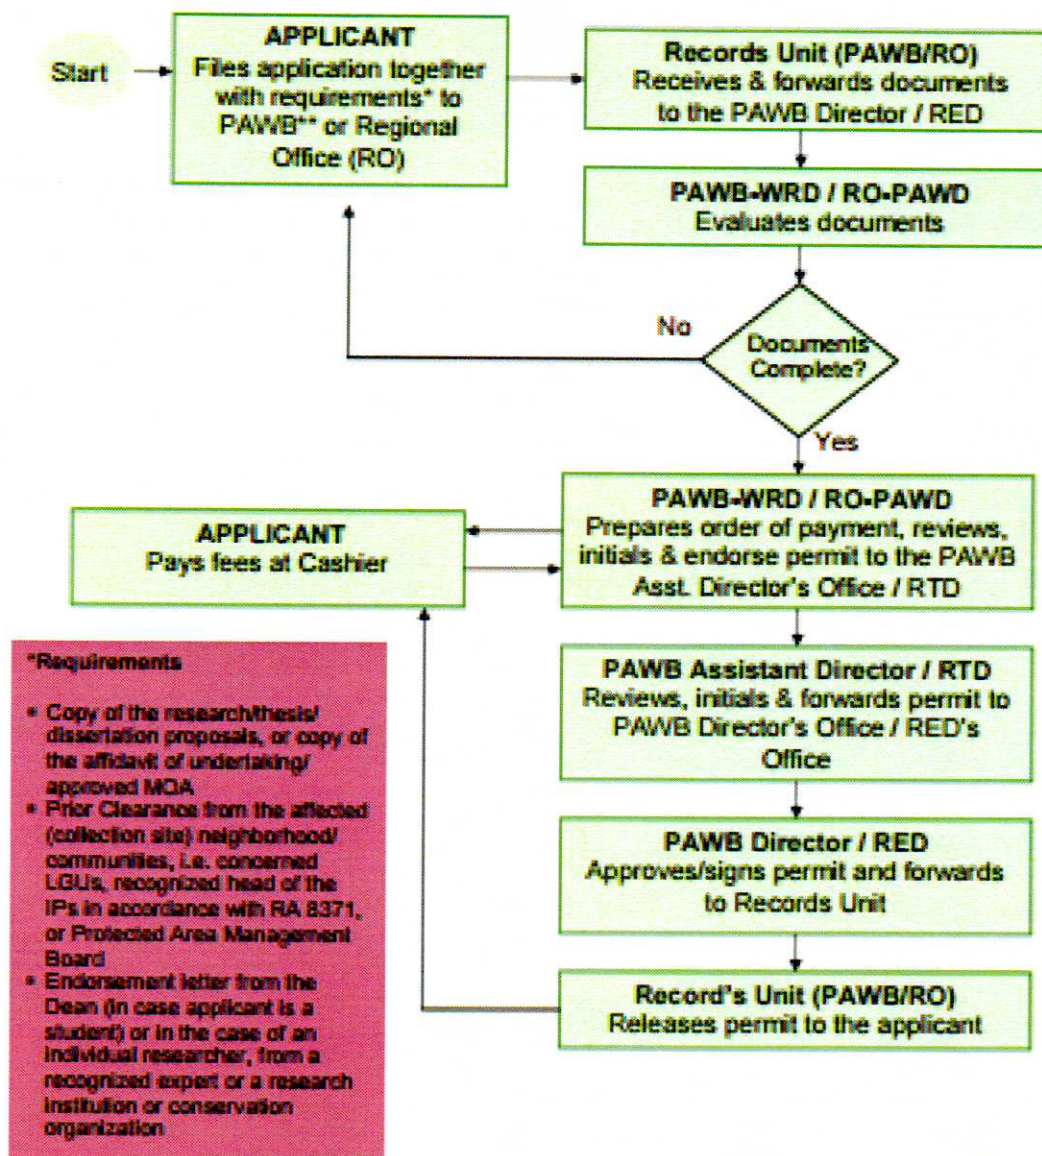 Start
APPLICANT
Files application together
with requirements* to
PAWB** or Regional
Office (RO)
Records Unit (PAWB/RO)
Receives & forwards documents
to the PAWB Director / RED
PAWB-WRD / RO-PAWD
Evaluates documents
Documents
Complete?
No
Yes
PAWB-WRD / RO-PAWD
Prepares order of payment, reviews,
initials & endorse permit to the PAWB
Asst. Director's Office / RTD
APPLICANT
Pays fees at Cashier
PAWB Assistant Director / RTD
Reviews, initials & forwards permit to
PAWB Director's Office / RED's
Office
PAWB Director / RED
Approves/signs permit and forwards
to Records Unit
Record's Unit (PAWB/RO)
Releases permit to the applicant
*Requirements
• Copy of the research/thesis/
dissertation proposals, or copy of
the affidavit of undertaking/
approved MOA
• Prior Clearance from the affected
(collection site) neighborhood/
communities, i.e. concerned
LGUs, recognized head of the
IPs in accordance with RA 8371,
or Protected Area Management
Board
• Endorsement letter from the
Dean (in case applicant is a
student) or in the case of an
individual researcher, from a
recognized expert or a research
institution or conservation
organization